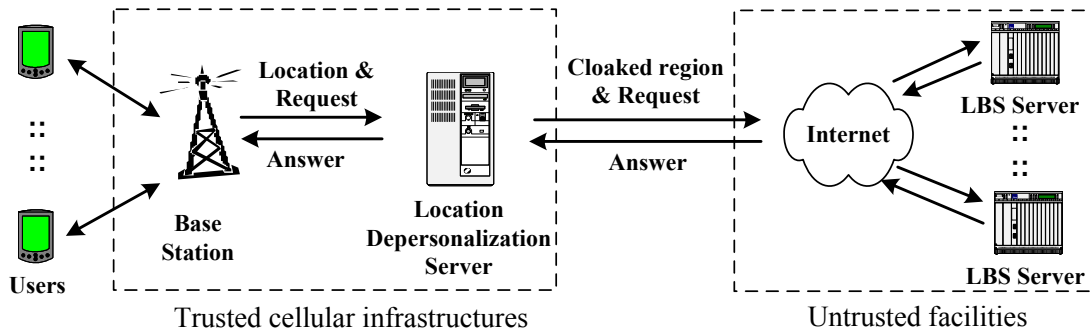 Users
Location &
Request
Answer
Base
Station
Location
Depersonalization
Server
Trusted cellular infrastructures
Cloaked region
& Request
Answer
Internet
LBS Server
LBS Server
Untrusted facilities